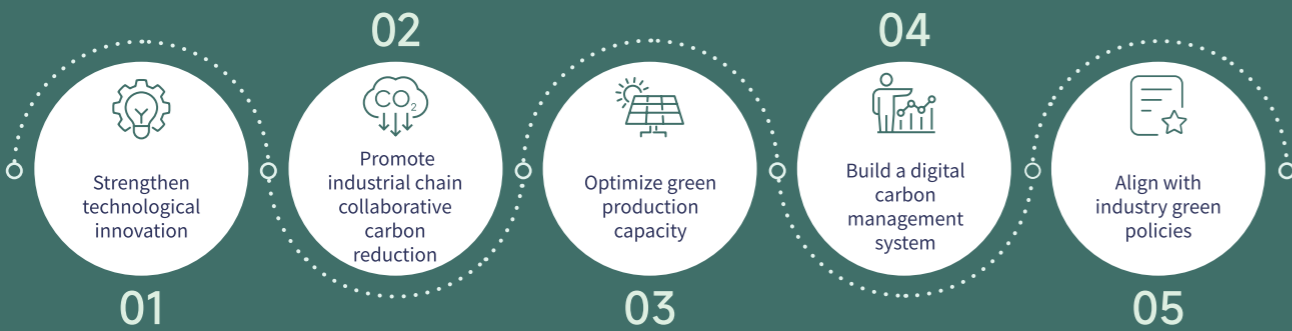 01
Strengthen
technological
innovation
02
CO2
Promote
industrial chain
collaborative
carbon
reduction
03
Optimize green
production
capacity
04
Build a digital
carbon
management
system
05
Align with
industry green
policies